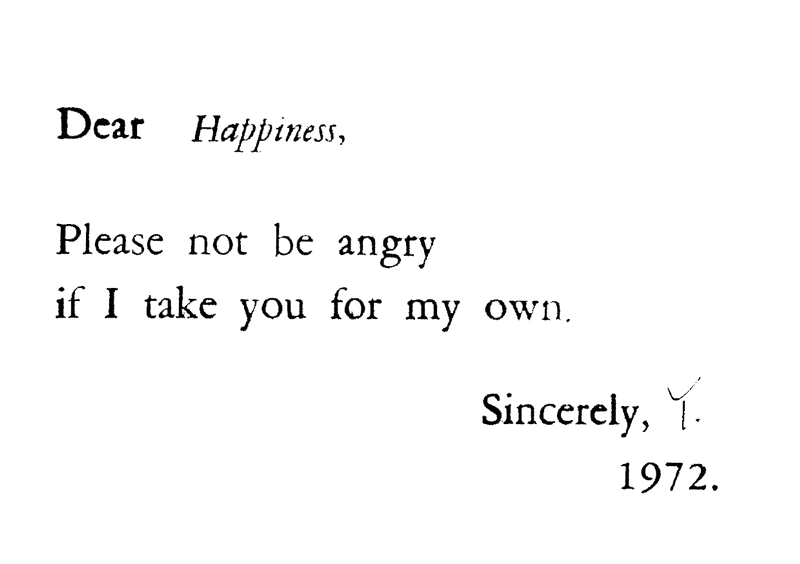 Dear Happiness,
Please not be angry
if I take you for my own.
Sincerely, Y.
1972.